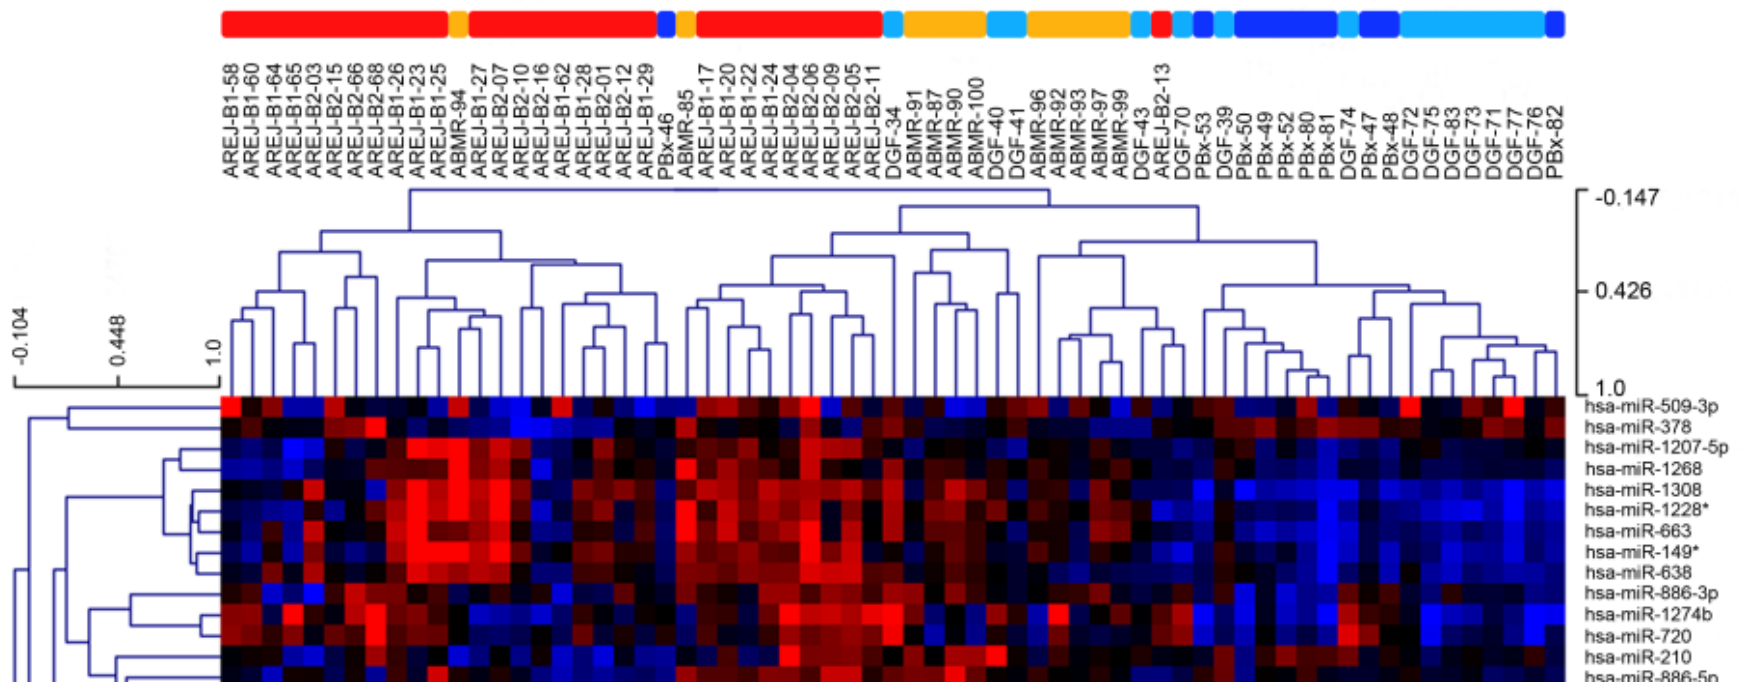 AREJ-B1-58
AREJ-B1-60
AREJ-B1-64
AREJ-B1-65
AREJ-B2-03
AREJ-B2-15
AREJ-B2-66
AREJ-B2-68
AREJ-B1-26
AREJ-B1-23
AREJ-B1-25
ABMR-94
AREJ-B1-27
AREJ-B2-07
AREJ-B2-10
AREJ-B2-16
AREJ-B1-62
AREJ-B1-28
AREJ-B2-01
AREJ-B2-12
AREJ-B1-29
PBx-46
ABMR-85
AREJ-B1-17
AREJ-B1-20
AREJ-B1-22
AREJ-B1-24
AREJ-B2-04
AREJ-B2-06
AREJ-B2-09
AREJ-B2-05
AREJ-B2-11
DGF-34
ABMR-91
ABMR-87
ABMR-90
ABMR-100
DGF-40
DGF-41
ABMR-96
ABMR-92
ABMR-93
ABMR-97
ABMR-99
DGF-43
AREJ-B2-13
DGF-70
PBx-53
DGF-39
PBx-50
PBx-49
PBx-52
PBx-80
PBx-81
DGF-74
PBx-47
PBx-48
DGF-72
DGF-75
DGF-83
DGF-73
DGF-71
DGF-77
DGF-76
PBx-82
-0.147
0.426
1.0
-0.104
0.448
1.0
hsa-miR-509-3p
hsa-miR-378
hsa-miR-1207-5p
hsa-miR-1268
hsa-miR-1308
hsa-miR-1228*
hsa-miR-663
hsa-miR-149*
hsa-miR-638
hsa-miR-886-3p
hsa-miR-1274b
hsa-miR-720
hsa-miR-210
hsa-miR-886-5p